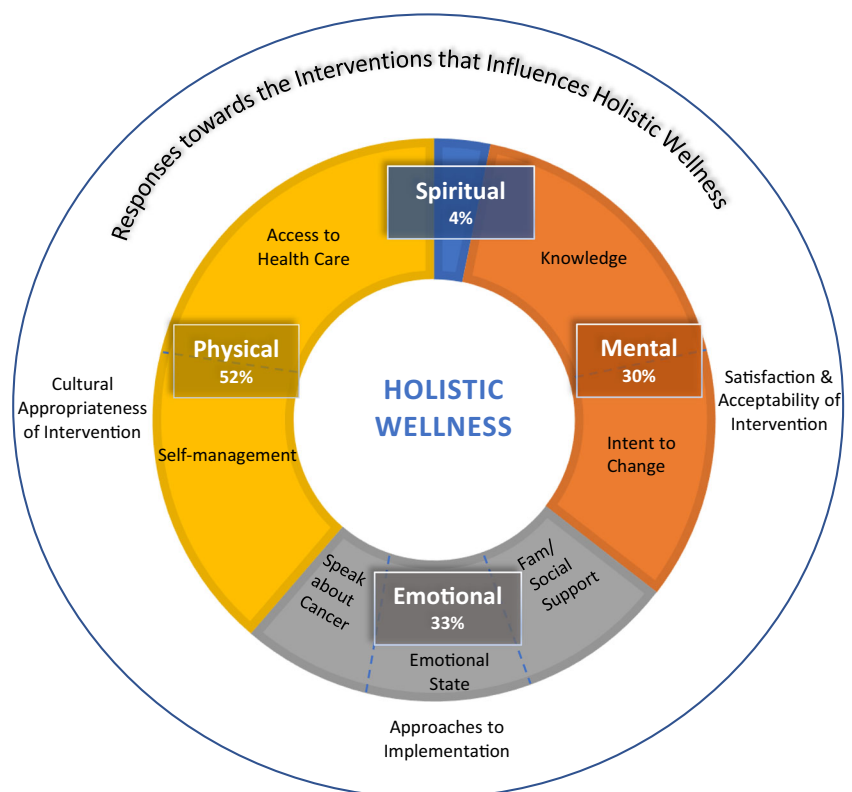 Responses towards the Interventions that Influences Holistic Wellness
Spiritual
4%
Access to
Health Care
Knowledge
Physical
52%
Mental
30%
HOLISTIC
WELLNESS
Cultural
Appropriateness
of Intervention
Satisfaction &
Acceptability of
Intervention
Self-management
Intent to
Change
Speak
about
Cancer
Emotional
33%
Fam/
Social
Support
Emotional
State
Approaches to
Implementation